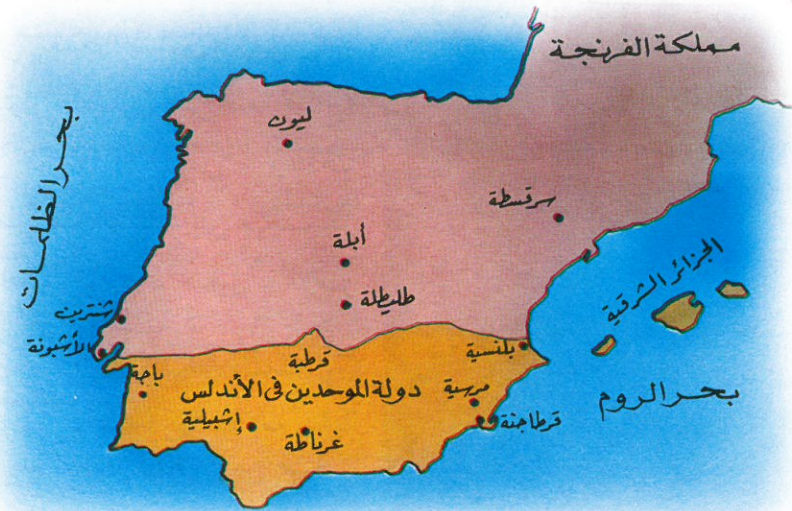 مملكة الفرنجة
ليون
بحر الظلمات
سرقسطة
أبلة
الجزائر الشرقية
طليطلة
شنترين
الأشبونة
بلنسية
قرطبة
باجة
دولة الموحدين فى الأندلس
مرسية
بحر الروم
إشبيلية
غرناطة
قرطاجنة